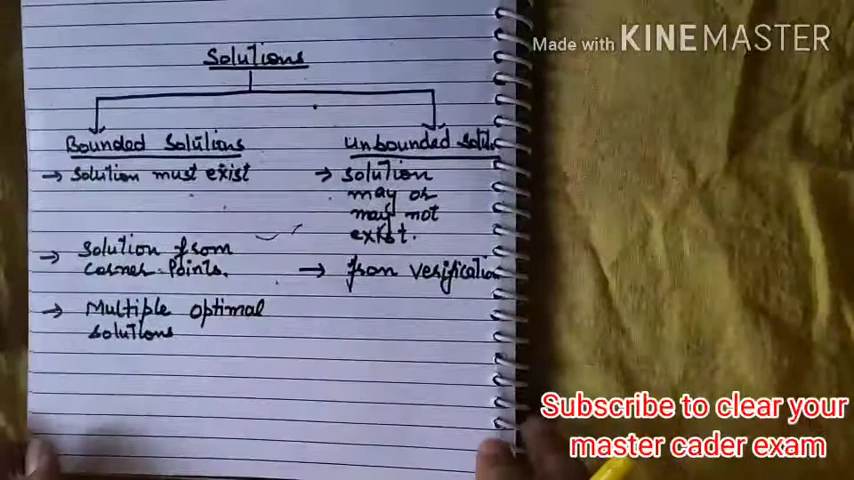 Solutions
Bounded Solutions
→ Solution must exist
→ Solution from
corner points.
→ Multiple optimal
solutions
Unbounded
→ solution
may or
may not
exist.
→ from verification
Made with KINEMASTER
Subscribe to clear your
master cader exam